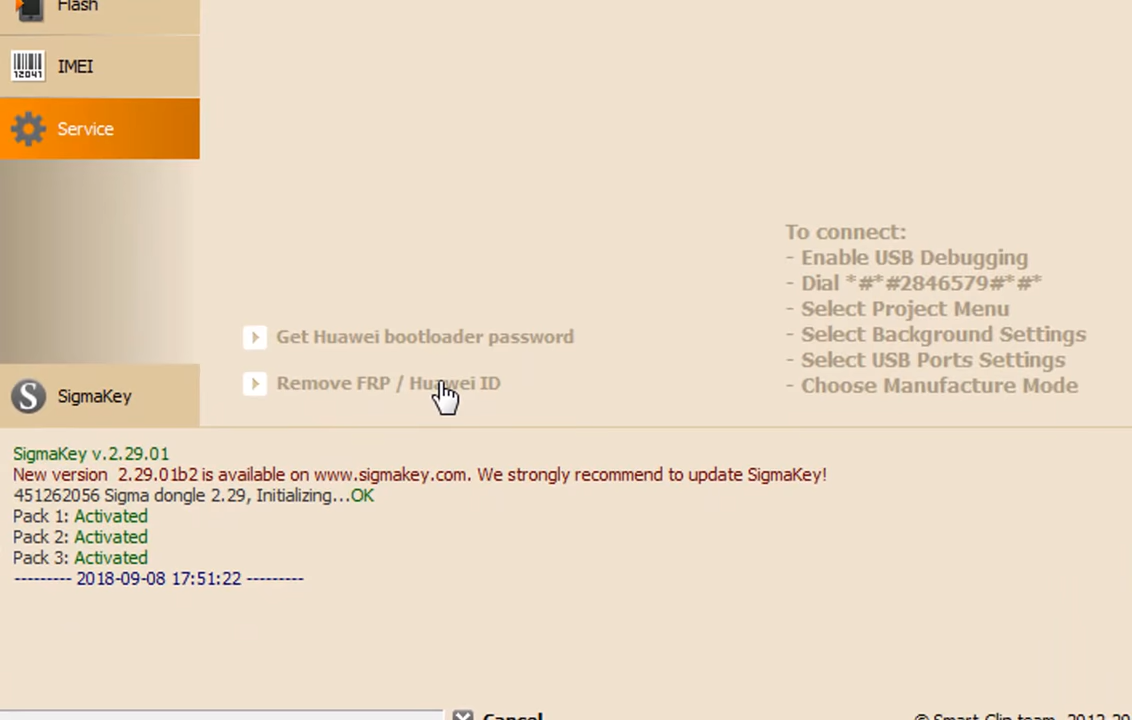 Flash
IMEI
Service
To connect:
- Enable USB Debugging
- Dial *#*#2846579#*#*
- Select Project Menu
- Select Background Settings
- Select USB Ports Settings
- Choose Manufacture Mode
Get Huawei bootloader password
Remove FRP / Huawei ID
S SigmaKey
SigmaKey v.2.29.01
New version 2.29.01b2 is available on www.sigmakey.com. We strongly recommend to update SigmaKey!
451262056 Sigma dongle 2.29, Initializing...OK
Pack 1: Activated
Pack 2: Activated
Pack 3: Activated
--------- 2018-09-08 17:51:22 ---------
Cancel